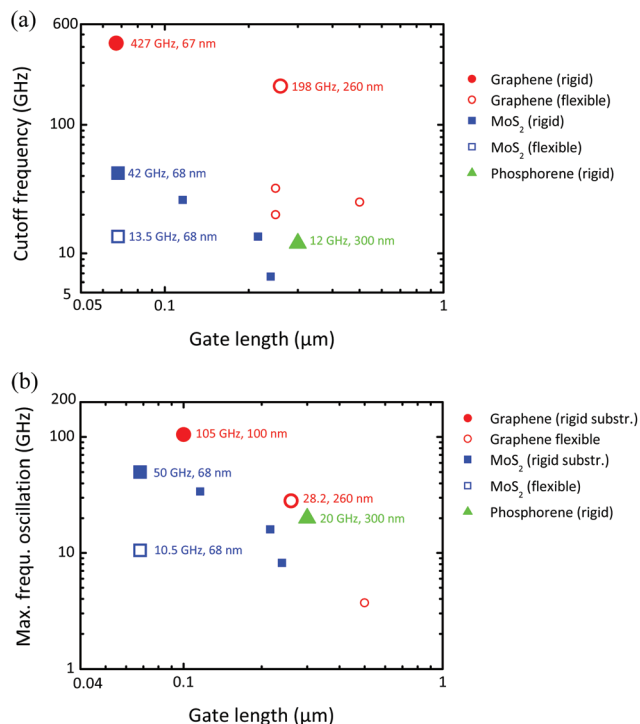 (a)
600
427 GHz, 67 nm
198 GHz, 260 nm
100
42 GHz, 68 nm
13.5 GHz, 68 nm
12 GHz, 300 nm
10
5
0.05
0.1
1
Cutoff frequency (GHz)
Gate length (μm)
Graphene (rigid)
Graphene (flexible)
MoS₂ (rigid)
MoS₂ (flexible)
Phosphorene (rigid)
(b)
200
105 GHz, 100 nm
100
50 GHz, 68 nm
28.2, 260 nm
20 GHz, 300 nm
10.5 GHz, 68 nm
10
1
0.04
0.1
1
Max. frequ. oscillation (GHz)
Gate length (μm)
Graphene (rigid substr.)
Graphene flexible
MoS₂ (rigid substr.)
MoS₂ (flexible)
Phosphorene (rigid)